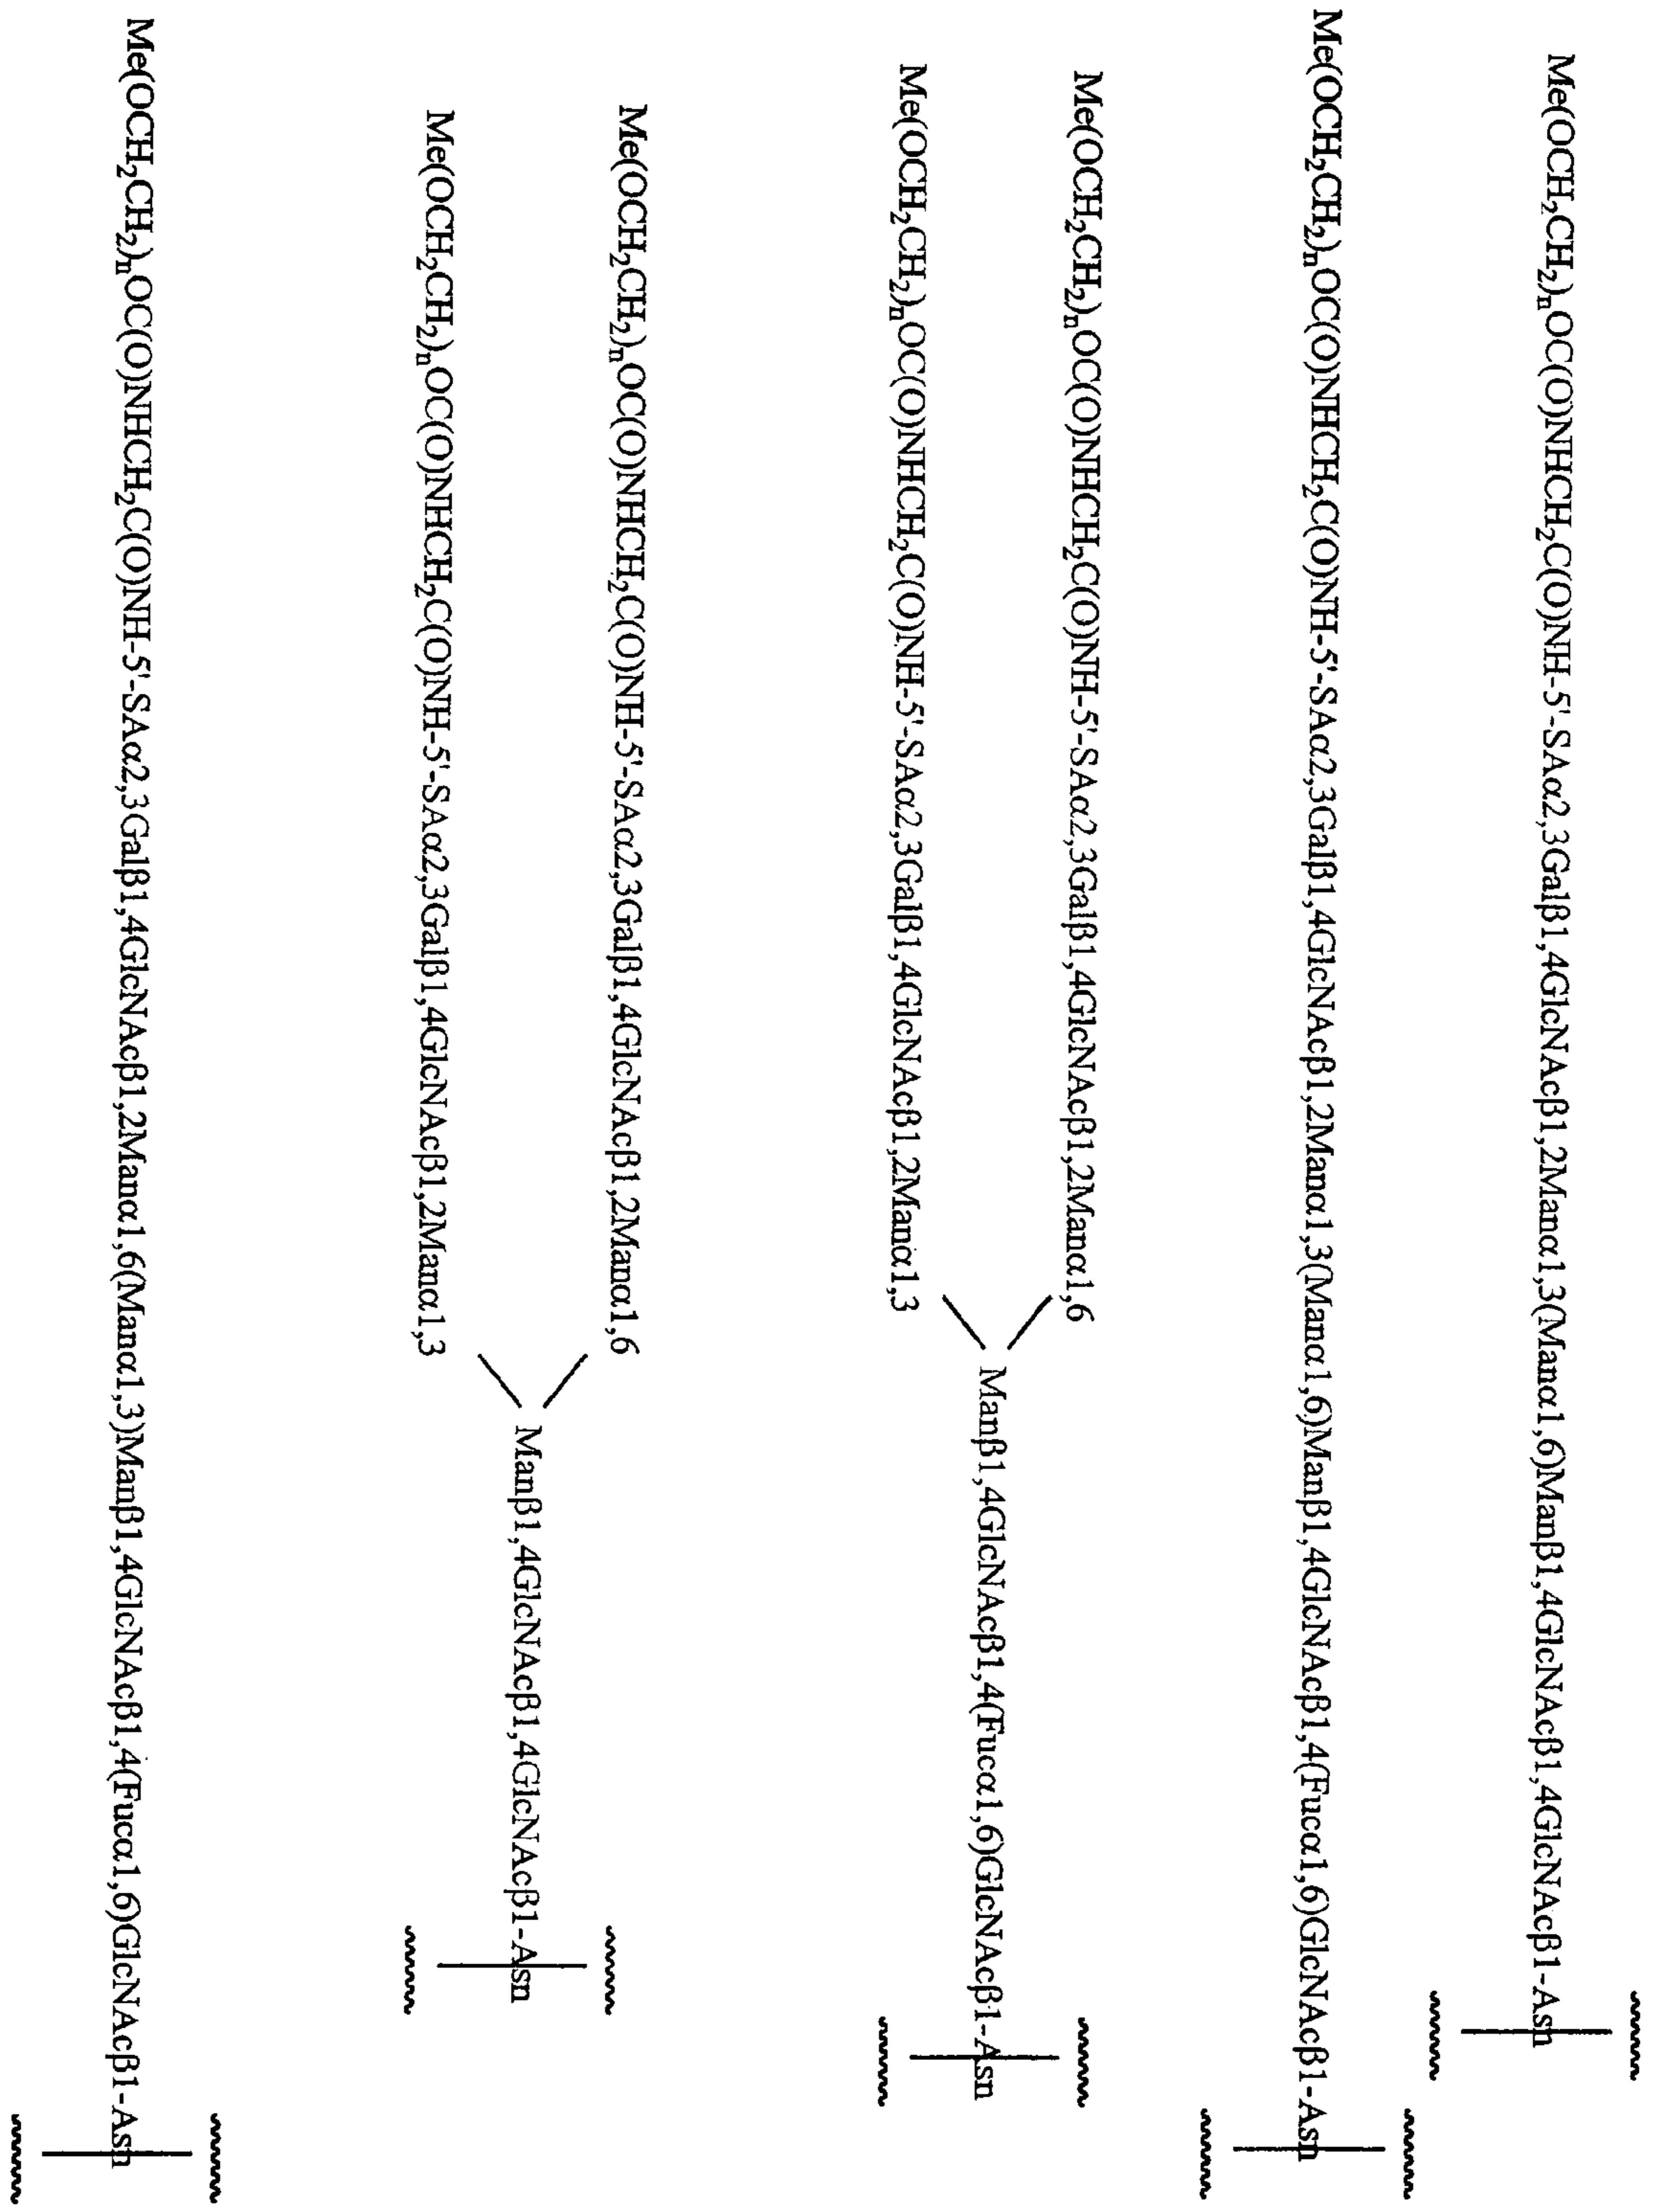 Me(OCH₂CH₂)ₙOC(O)NHCH₂C(O)NH-5'-SAα2,3Galβ1,4GlcNAcβ1,2Manα1,3(Manα1,6)Manβ1,4GlcNAcβ1,4GlcNAcβ1-Asn
Me(OCH₂CH₂)ₙOC(O)NHCH₂C(O)NH-5'-SAα2,3Galβ1,4GlcNAcβ1,2Manα1,3(Manα1,6)Manβ1,4GlcNAcβ1,4(Fucα1,6)GlcNAcβ1-Asn
Me(OCH₂CH₂)ₙOC(O)NHCH₂C(O)NH-5'-SAα2,3Galβ1,4GlcNAcβ1,2Manα1,6
Manβ1,4GlcNAcβ1,4(Fucα1,6)GlcNAcβ1-Asn
Me(OCH₂CH₂)ₙOC(O)NHCH₂C(O)NH-5'-SAα2,3Galβ1,4GlcNAcβ1,2Manα1,3
Me(OCH₂CH₂)ₙOC(O)NHCH₂C(O)NH-5'-SAα2,3Galβ1,4GlcNAcβ1,2Manα1,6
Manβ1,4GlcNAcβ1,4GlcNAcβ1-Asn
Me(OCH₂CH₂)ₙOC(O)NHCH₂C(O)NH-5'-SAα2,3Galβ1,4GlcNAcβ1,2Manα1,3
Me(OCH₂CH₂)ₙOC(O)NHCH₂C(O)NH-5'-SAα2,3Galβ1,4GlcNAcβ1,2Manα1,6(Manα1,3)Manβ1,4GlcNAcβ1,4(Fucα1,6)GlcNAcβ1-Asn